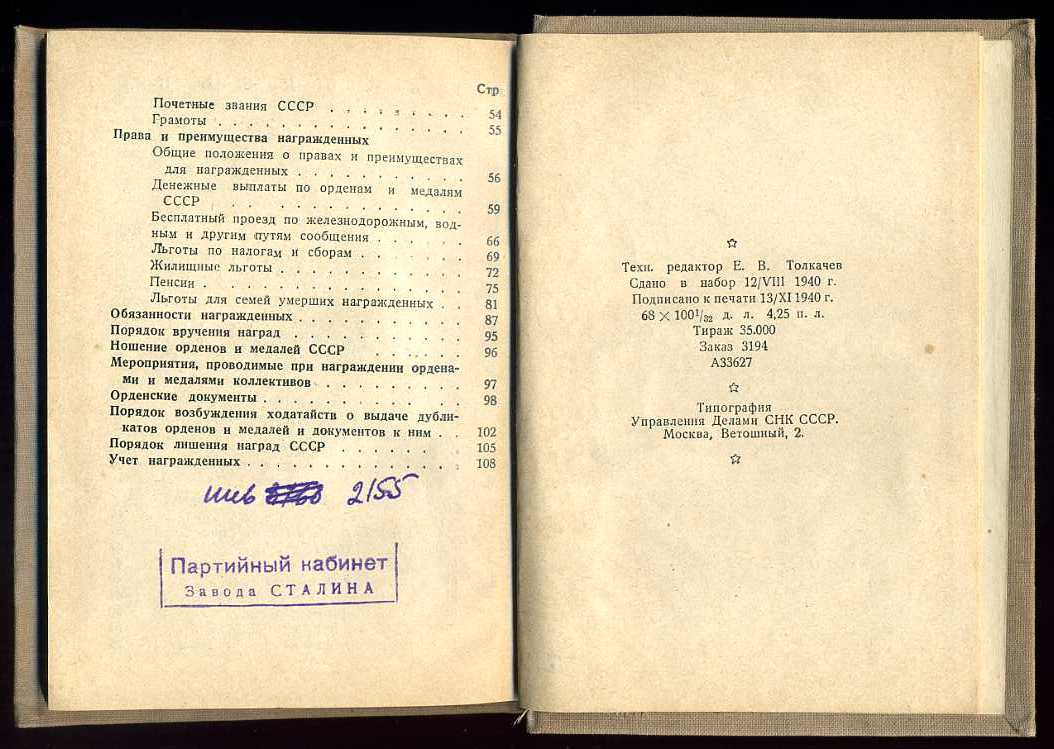 Стр
Почетные звания СССР . . . . . . . . 54
Грамоты . . . . . . . . . . . . . . 55
Права и преимущества награжденных
Общие положения о правах и преимуществах
для награжденных . . . . . . . . . . 56
Денежные выплаты по орденам и медалям
СССР . . . . . . . . . . . . . . 59
Бесплатный проезд по железнодорожным, вод-
ным и другим путям сообщения . . . . . . 66
Льготы по налогам и сборам . . . . . . . 69
Жилищные льготы . . . . . . . . . . . 72
Пенсии . . . . . . . . . . . . . . . 75
Льготы для семей умерших награжденных . . 81
Обязанности награжденных . . . . . . . . . . 87
Порядок вручения наград . . . . . . . . . . . 95
Ношение орденов и медалей СССР . . . . . . 96
Мероприятия, проводимые при награждении ордена-
ми и медалями коллективов . . . . . . . . . 97
Орденские документы . . . . . . . . . . . . 98
Порядок возбуждения ходатайств о выдаче дубли-
катов орденов и медалей и документов к ним . . 102
Порядок лишения наград СССР . . . . . . 105
Учет награжденных . . . . . . . . . . . . . 108
инв 2155
Партийный кабинет
Завода СТАЛИНА
Техн. редактор Е. В. Толкачев
Сдано в набор 12/VIII 1940 г.
Подписано к печати 13/XI 1940 г.
68 × 100¹/₃₂ д. л. 4,25 п. л.
Тираж 35.000
Заказ 3194
А33627
Типография
Управления Делами СНК СССР.
Москва, Ветошный, 2.